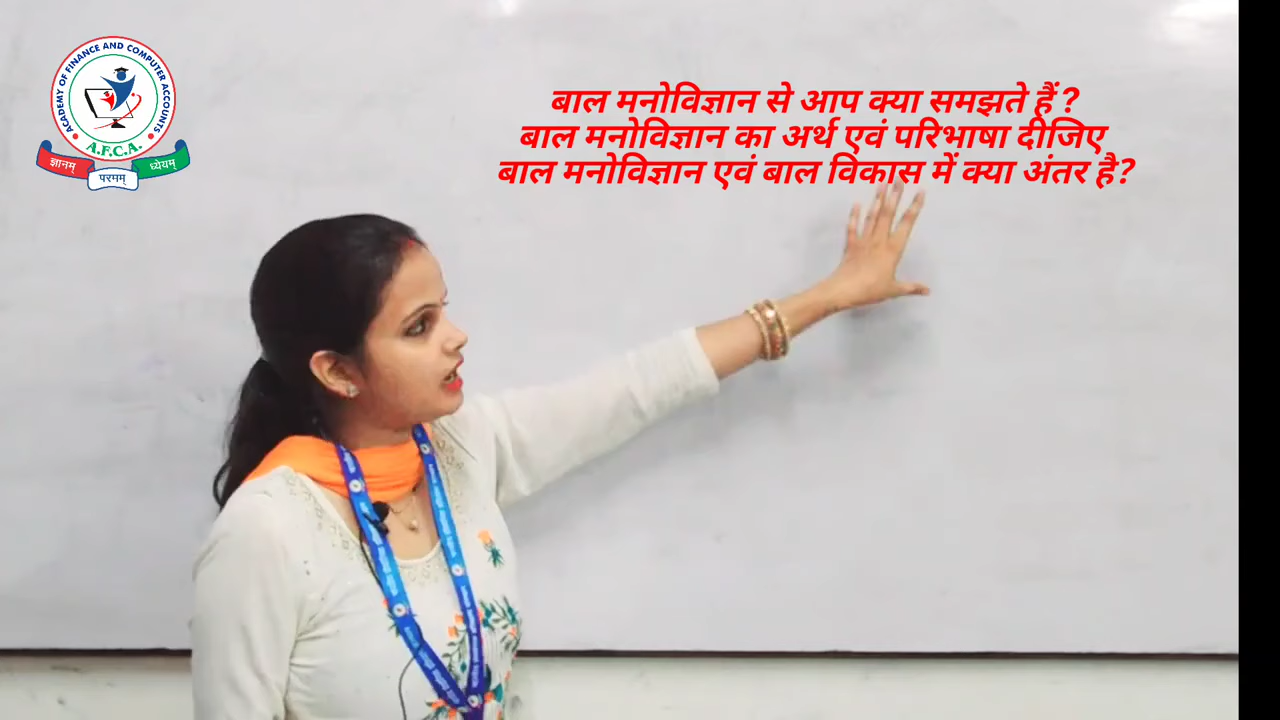 ACADEMY OF FINANCE AND COMPUTER ACCOUNTS
A.F.C.A.
ज्ञानम्
परमम्
ध्येयम्
बाल मनोविज्ञान से आप क्या समझते हैं ?
बाल मनोविज्ञान का अर्थ एवं परिभाषा दीजिए
बाल मनोविज्ञान एवं बाल विकास में क्या अंतर है?